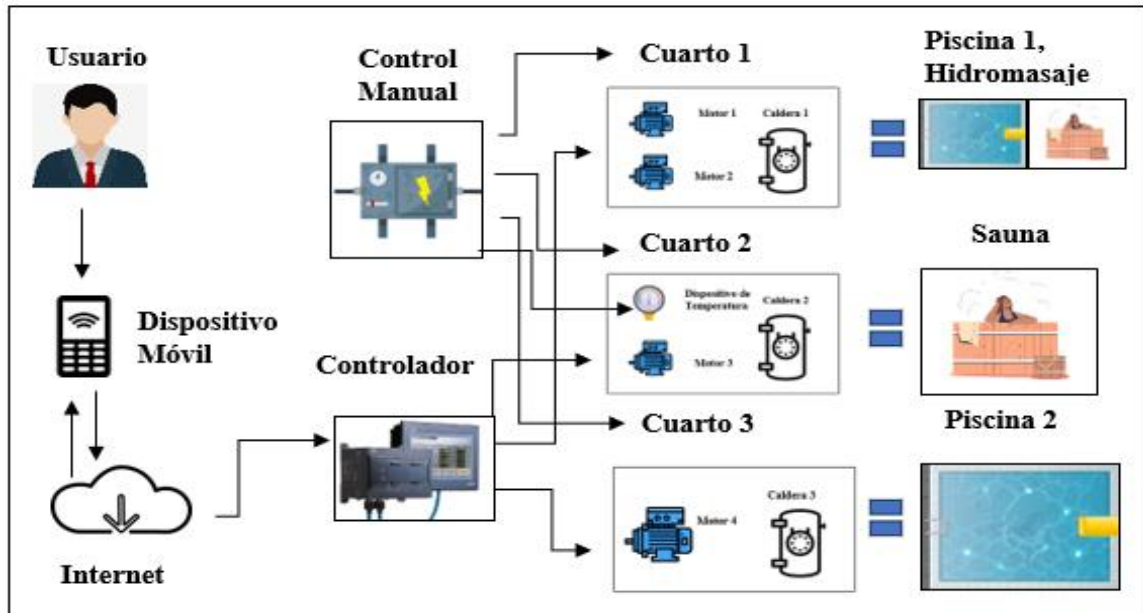 Usuario
Control
Manual
Cuarto 1
Piscina 1,
Hidromasaje
Motor 1
Caldera 1
Motor 2
Cuarto 2
Sauna
Dispositivo de
Temperatura
Caldera 2
Motor 3
Dispositivo
Móvil
Controlador
Cuarto 3
Piscina 2
Caldera 3
Motor 4
Internet